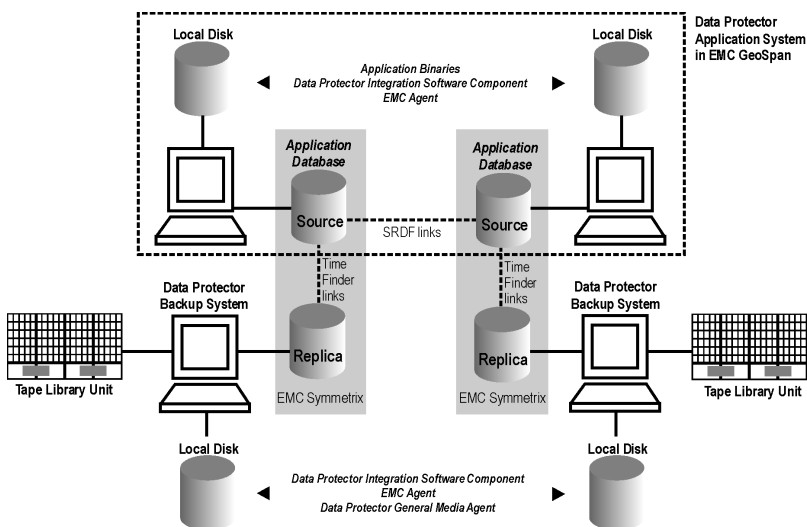 Local Disk
Local Disk
Data Protector
Application System
in EMC GeoSpan
Application Binaries
Data Protector Integration Software Component
EMC Agent
Application
Database
Application
Database
Source
Source
SRDF links
Time
Finder
links
Time
Finder
links
Data Protector
Backup System
Data Protector
Backup System
Replica
Replica
Tape Library Unit
EMC Symmetrix
EMC Symmetrix
Tape Library Unit
Local Disk
Local Disk
Data Protector Integration Software Component
EMC Agent
Data Protector General Media Agent